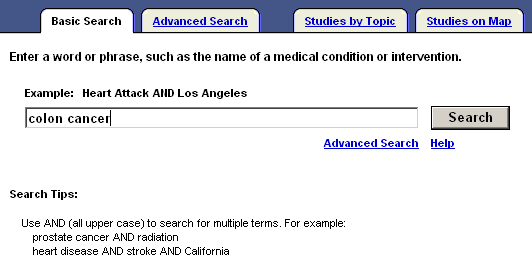 Basic Search Advanced Search Studies by Topic Studies on Map
Enter a word or phrase, such as the name of a medical condition or intervention.
Example: Heart Attack AND Los Angeles
colon cancer Search
Advanced Search Help
Search Tips:
Use AND (all upper case) to search for multiple terms. For example:
prostate cancer AND radiation
heart disease AND stroke AND California